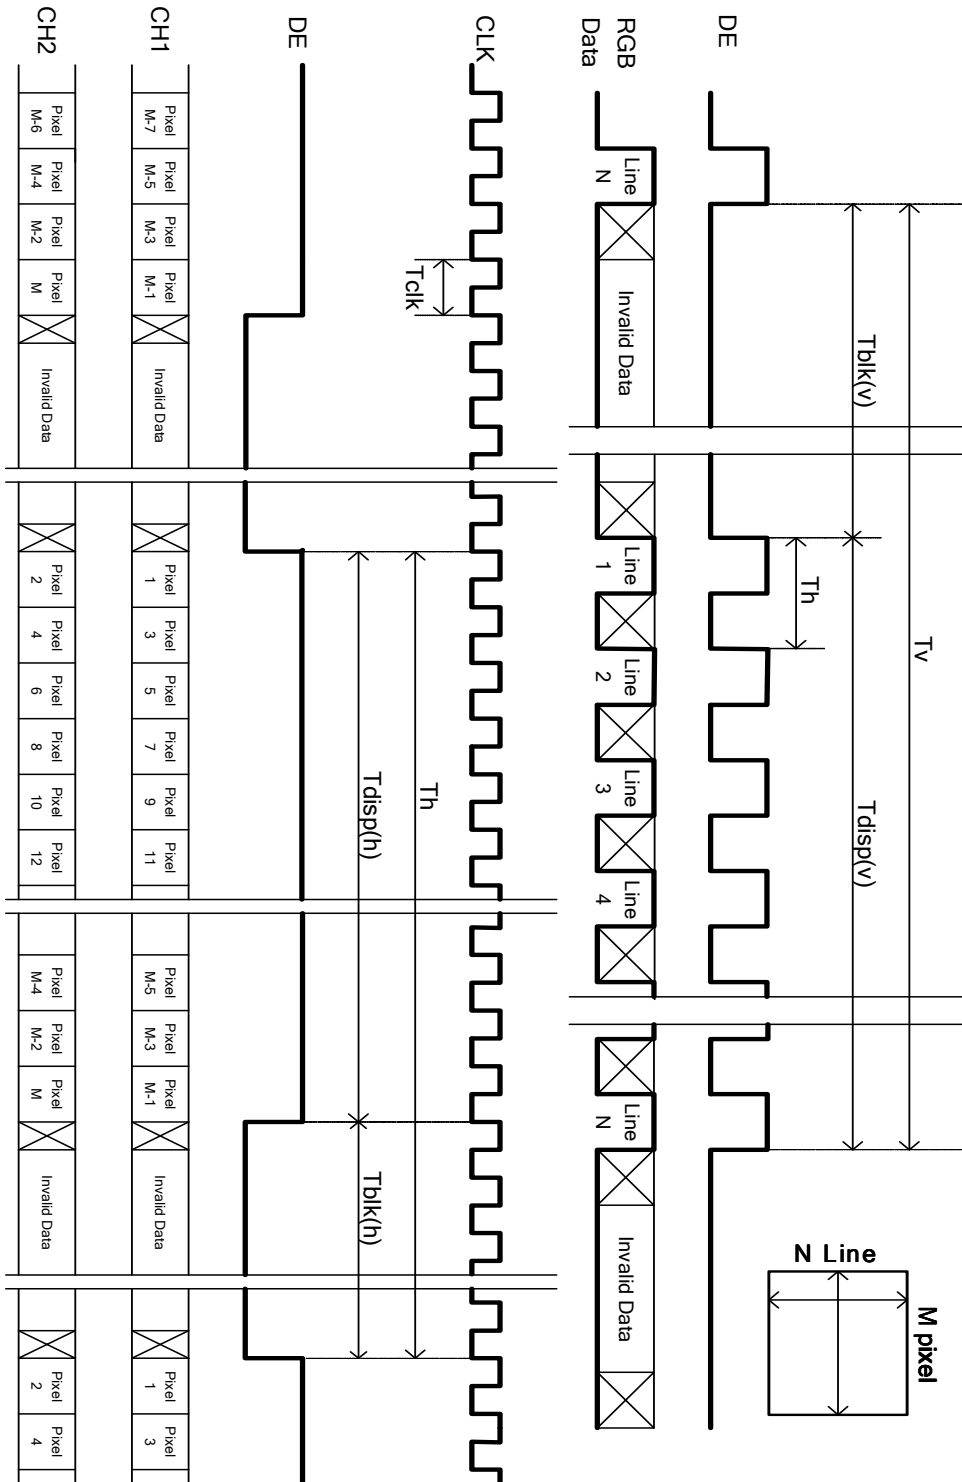 Tv
Tblk(v)
Tdisp(v)
Th
DE
RGB
Data
Line
N
Invalid Data
Line
1
Line
2
Line
3
Line
4
Line
N
Invalid Data
N Line
M pixel
CLK
Tclk
Th
Tdisp(h)
Tblk(h)
DE
CH1
Pixel
M-7
Pixel
M-5
Pixel
M-3
Pixel
M-1
Invalid Data
Pixel
1
Pixel
3
Pixel
5
Pixel
7
Pixel
9
Pixel
11
Pixel
M-5
Pixel
M-3
Pixel
M-1
Invalid Data
Pixel
1
Pixel
3
CH2
Pixel
M-6
Pixel
M-4
Pixel
M-2
Pixel
M
Invalid Data
Pixel
2
Pixel
4
Pixel
6
Pixel
8
Pixel
10
Pixel
12
Pixel
M-4
Pixel
M-2
Pixel
M
Invalid Data
Pixel
2
Pixel
4